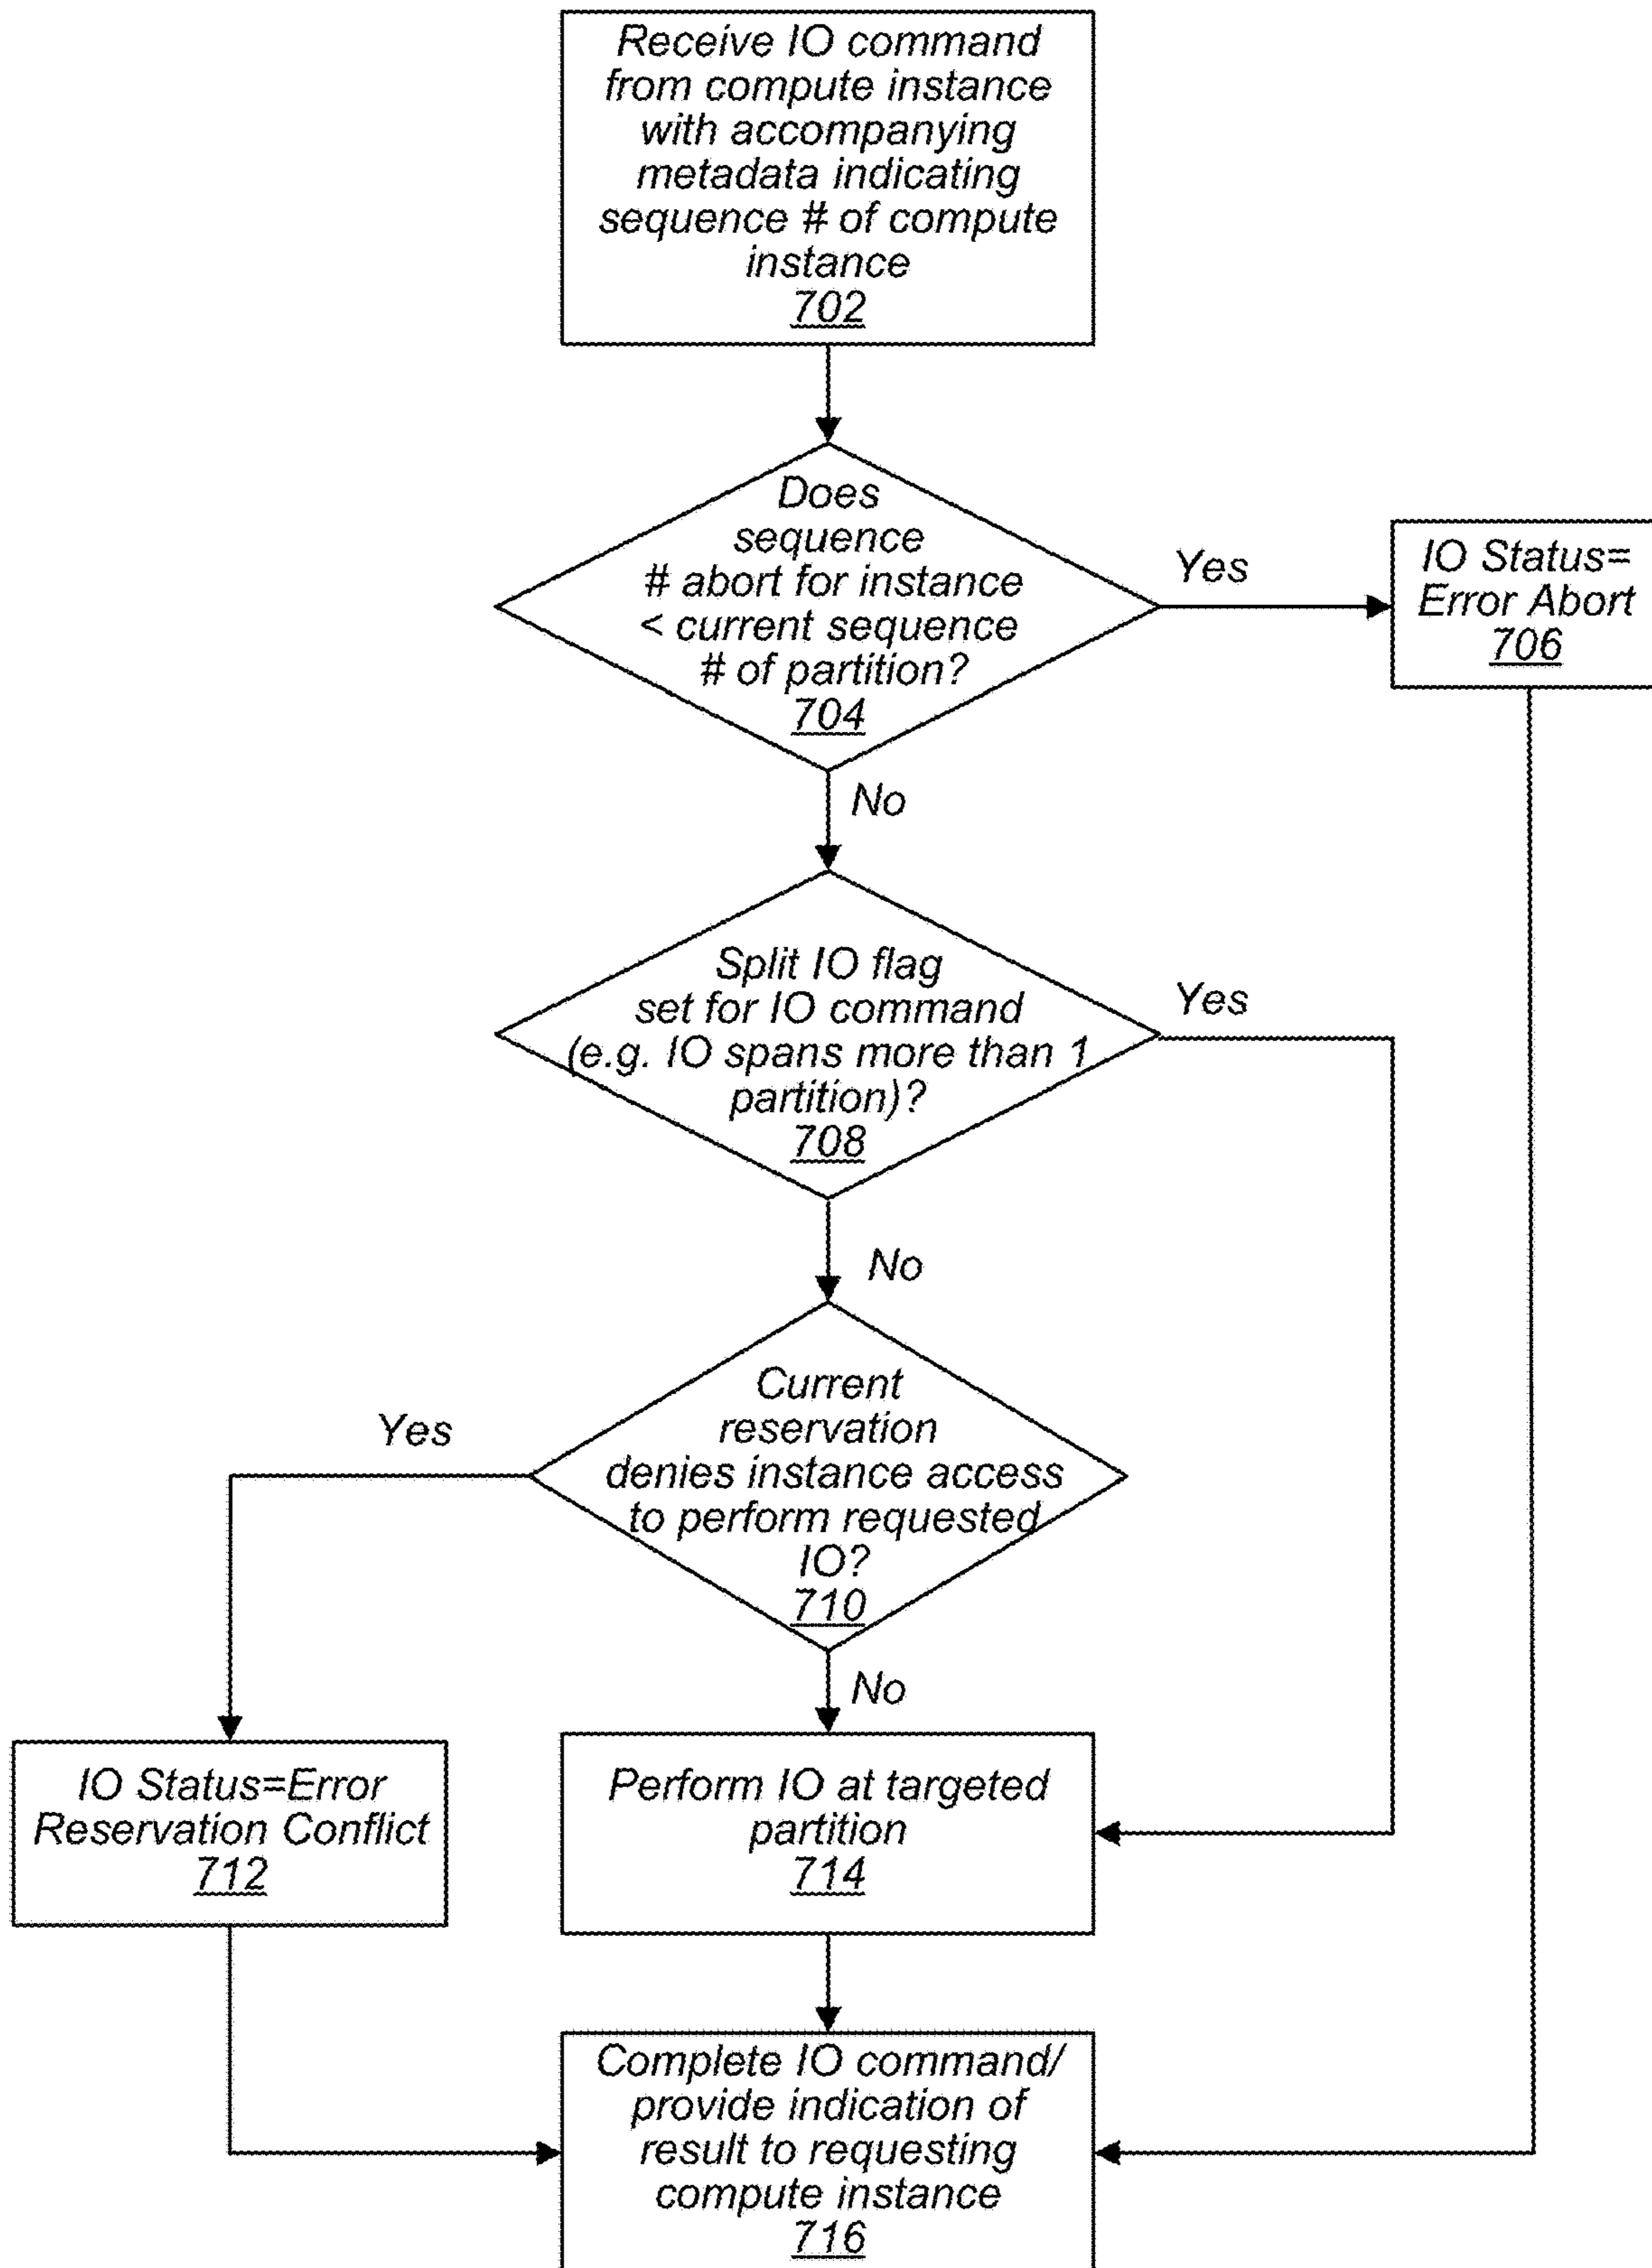 Receive IO command
from compute instance
with accompanying
metadata indicating
sequence # of compute
instance
702
Does
sequence
# abort for instance
< current sequence
# of partition?
704
Yes
IO Status=
Error Abort
706
No
Split IO flag
set for IO command
(e.g. IO spans more than 1
partition)?
708
Yes
No
Current
reservation
denies instance access
to perform requested
IO?
710
Yes
No
IO Status=Error
Reservation Conflict
712
Perform IO at targeted
partition
714
Complete IO command/
provide indication of
result to requesting
compute instance
716